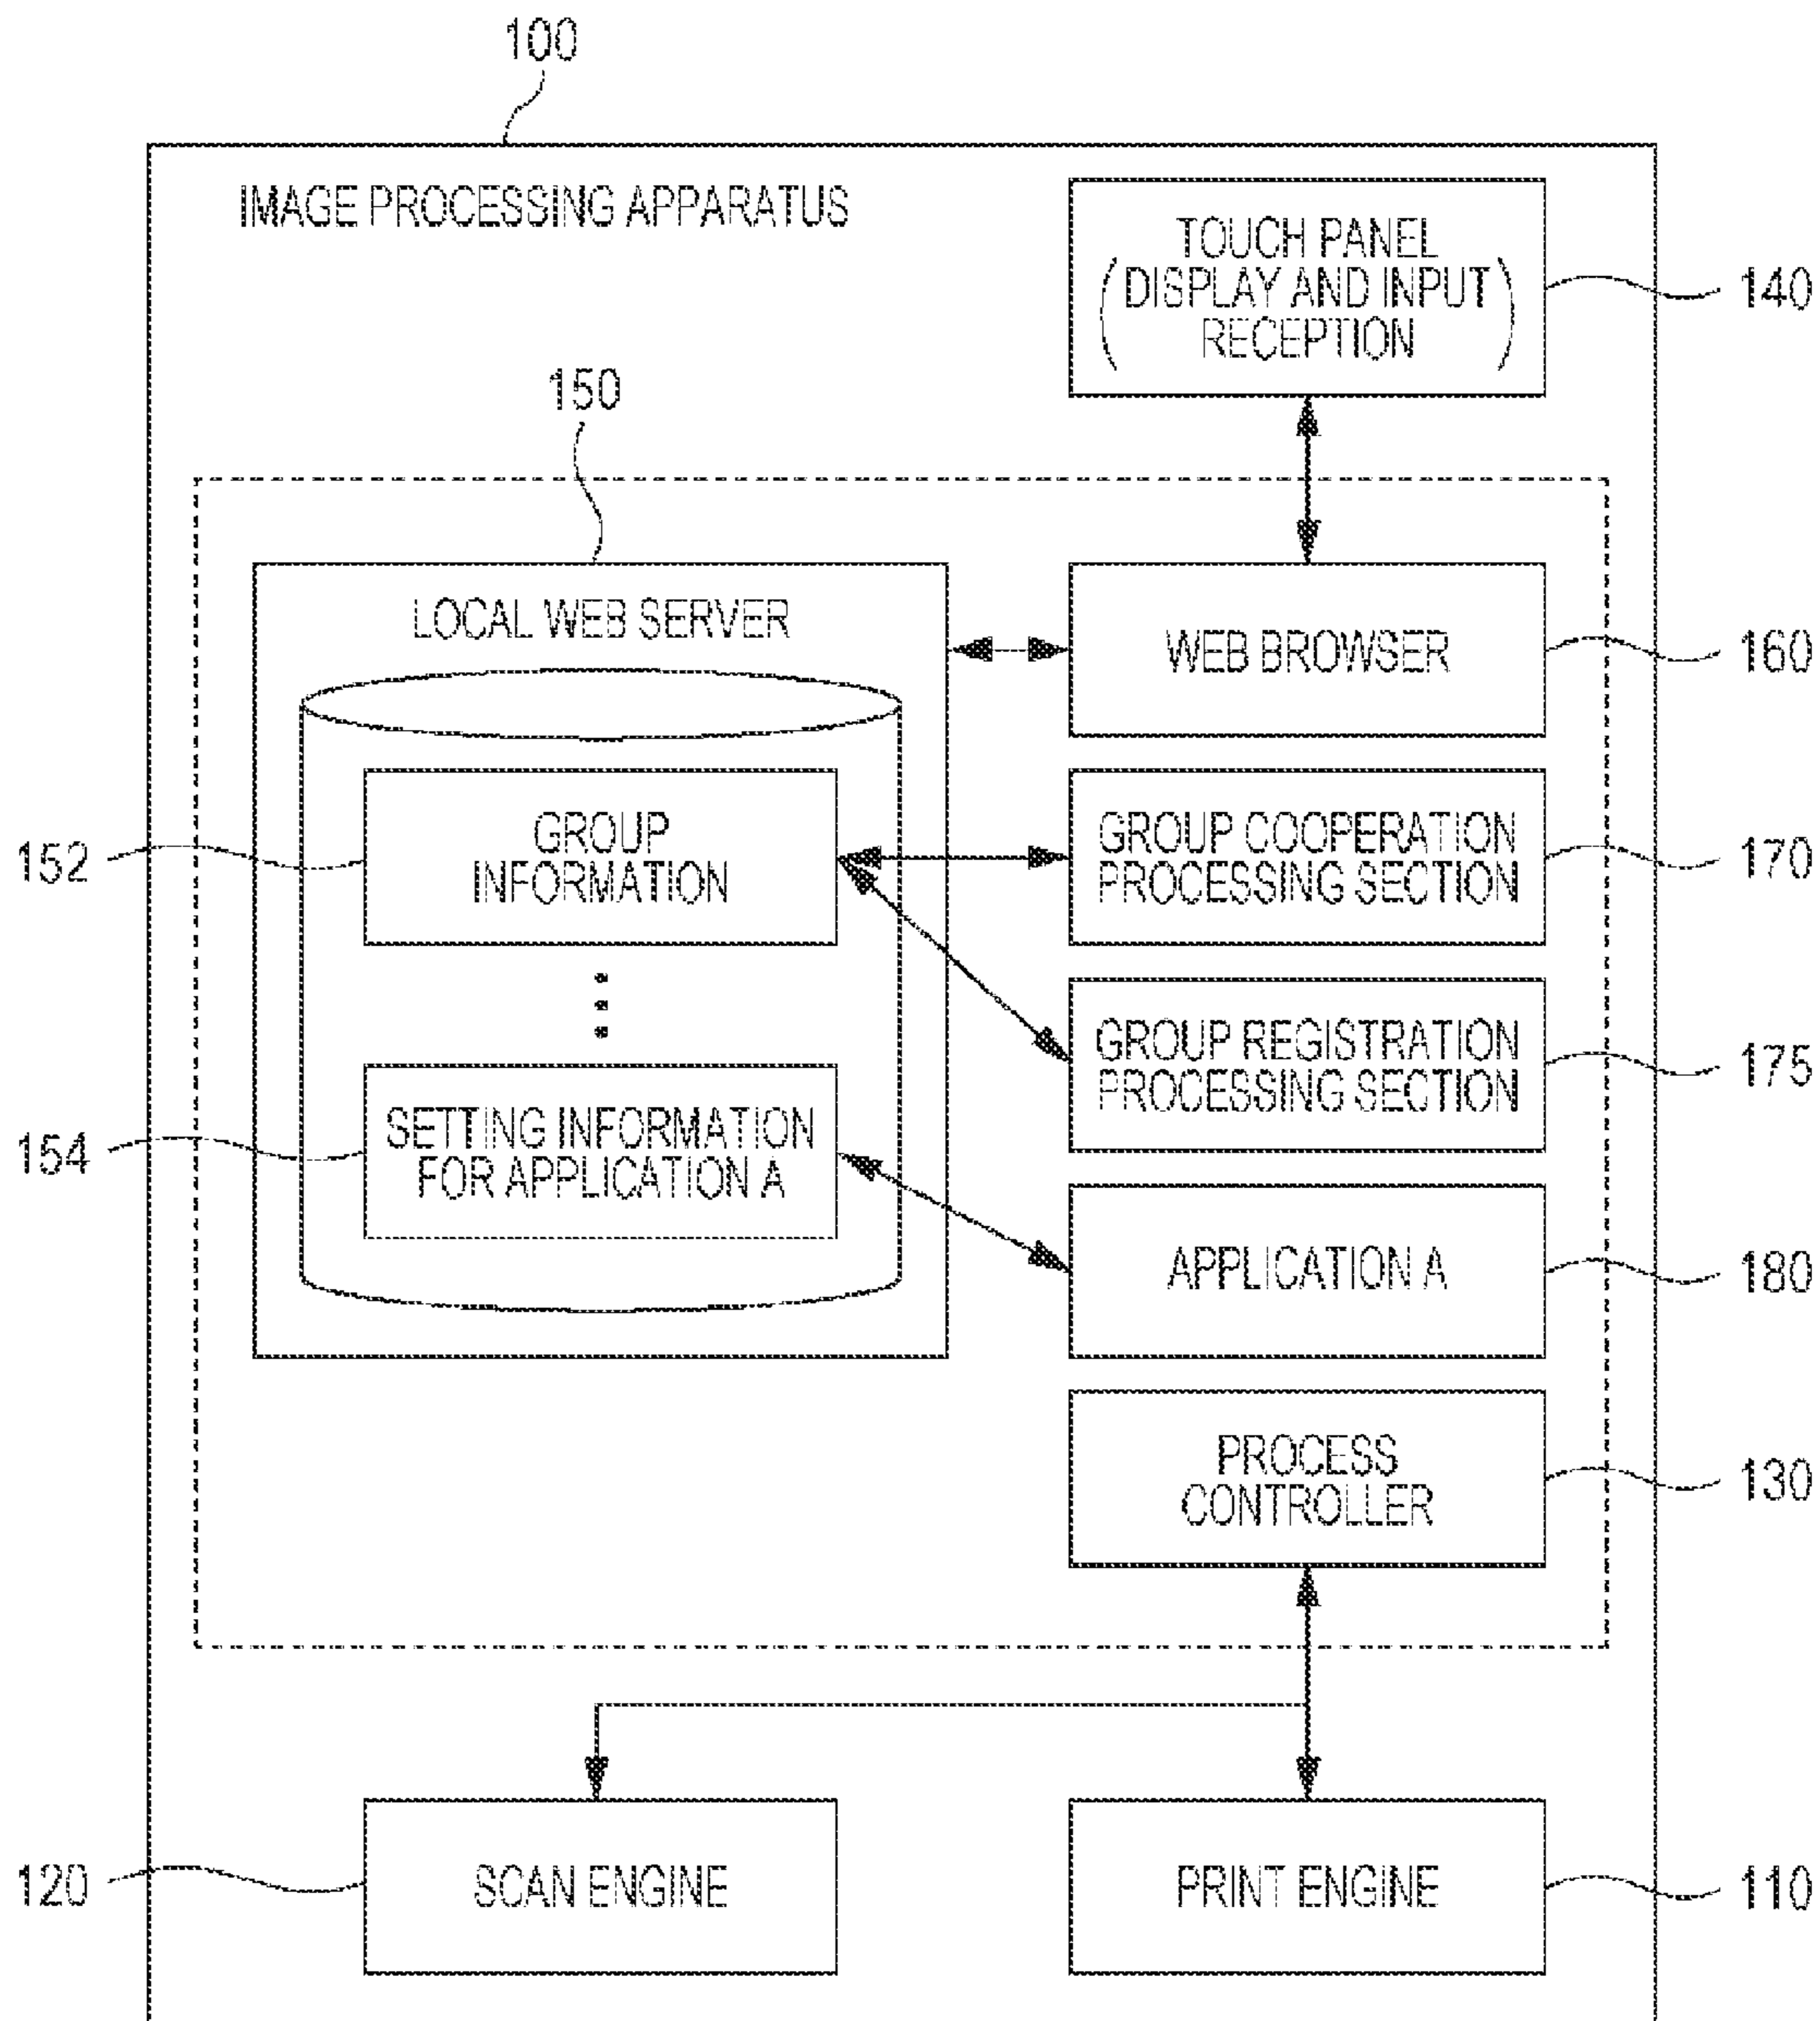 100
IMAGE PROCESSING APPARATUS
TOUCH PANEL
(DISPLAY AND INPUT
RECEPTION)
140
150
LOCAL WEB SERVER
WEB BROWSER
160
152
GROUP
INFORMATION
GROUP COOPERATION
PROCESSING SECTION
170
GROUP REGISTRATION
PROCESSING SECTION
175
154
SETTING INFORMATION
FOR APPLICATION A
APPLICATION A
180
PROCESS
CONTROLLER
130
120
SCAN ENGINE
PRINT ENGINE
110